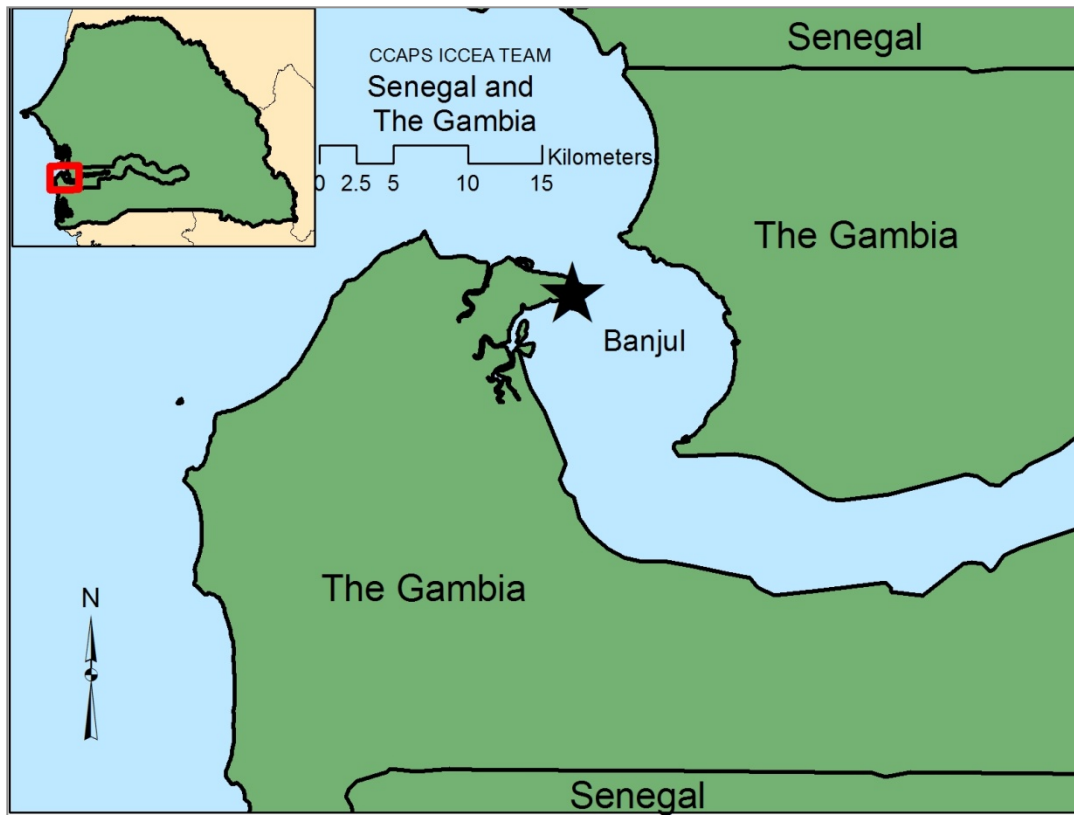 Senegal
CCAPS ICCEA TEAM
Senegal and
The Gambia
Kilometers
0 2.5 5 10 15
The Gambia
Banjul
The Gambia
N
Senegal